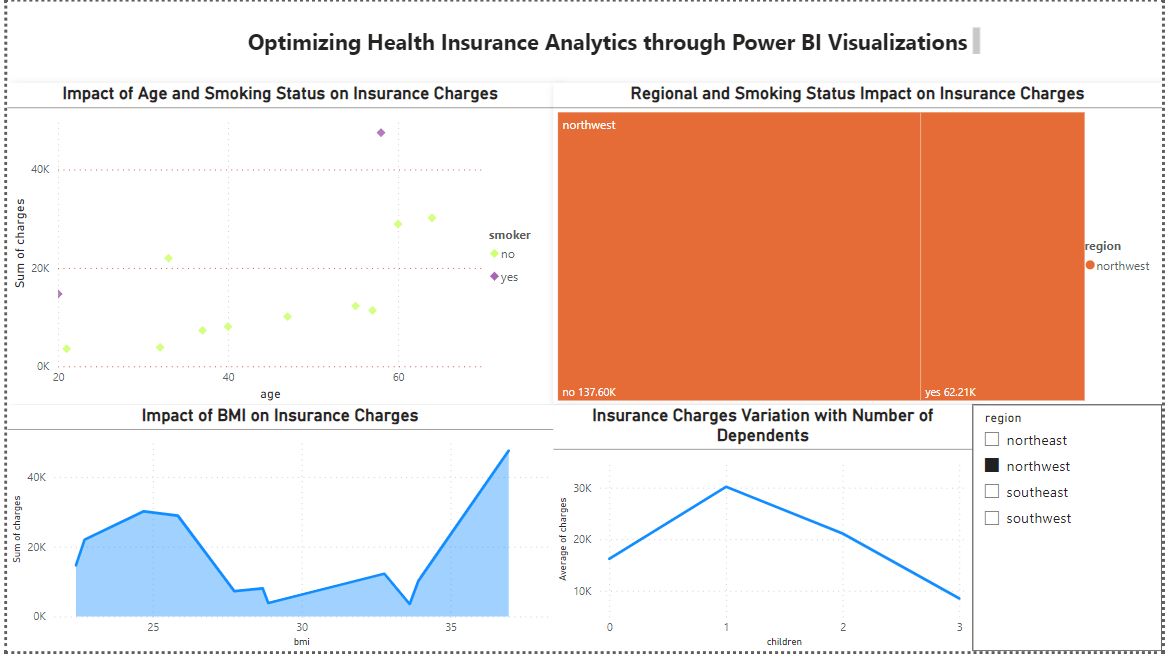 Optimizing Health Insurance Analytics through Power BI Visualizations
Impact of Age and Smoking Status on Insurance Charges
Sum of charges
40K
20K
0K
20
40
60
age
smoker
no
yes
Regional and Smoking Status Impact on Insurance Charges
northwest
no 137.60K
yes 62.21K
region
northwest
Impact of BMI on Insurance Charges
Sum of charges
40K
20K
0K
25
30
35
bmi
Insurance Charges Variation with Number of
Dependents
Average of charges
30K
20K
10K
0
1
2
3
children
region
northeast
northwest
southeast
southwest